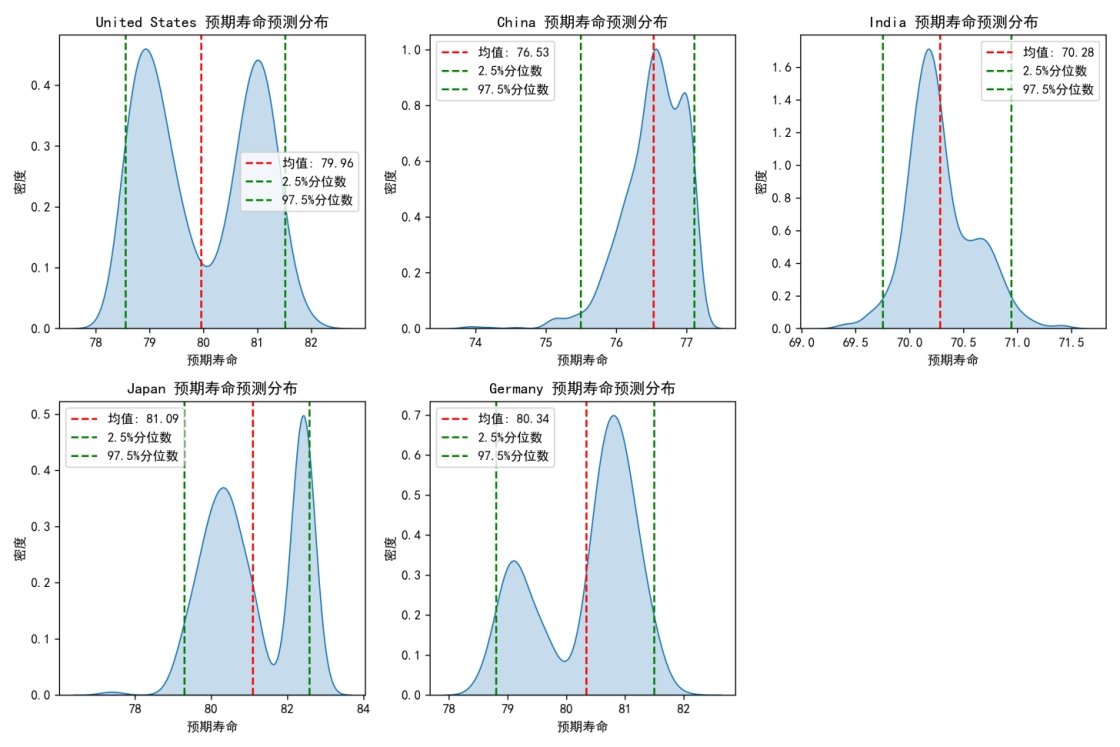 United States 预期寿命预测分布
密度
0.4
0.3
0.2
0.1
0.0
均值: 79.96
2.5%分位数
97.5%分位数
78 79 80 81 82
预期寿命
China 预期寿命预测分布
密度
1.0
0.8
0.6
0.4
0.2
0.0
均值: 76.53
2.5%分位数
97.5%分位数
74 75 76 77
预期寿命
India 预期寿命预测分布
密度
1.6
1.4
1.2
1.0
0.8
0.6
0.4
0.2
0.0
均值: 70.28
2.5%分位数
97.5%分位数
69.0 69.5 70.0 70.5 71.0 71.5
预期寿命
Japan 预期寿命预测分布
密度
0.5
0.4
0.3
0.2
0.1
0.0
均值: 81.09
2.5%分位数
97.5%分位数
78 80 82 84
预期寿命
Germany 预期寿命预测分布
密度
0.7
0.6
0.5
0.4
0.3
0.2
0.1
0.0
均值: 80.34
2.5%分位数
97.5%分位数
78 79 80 81 82
预期寿命